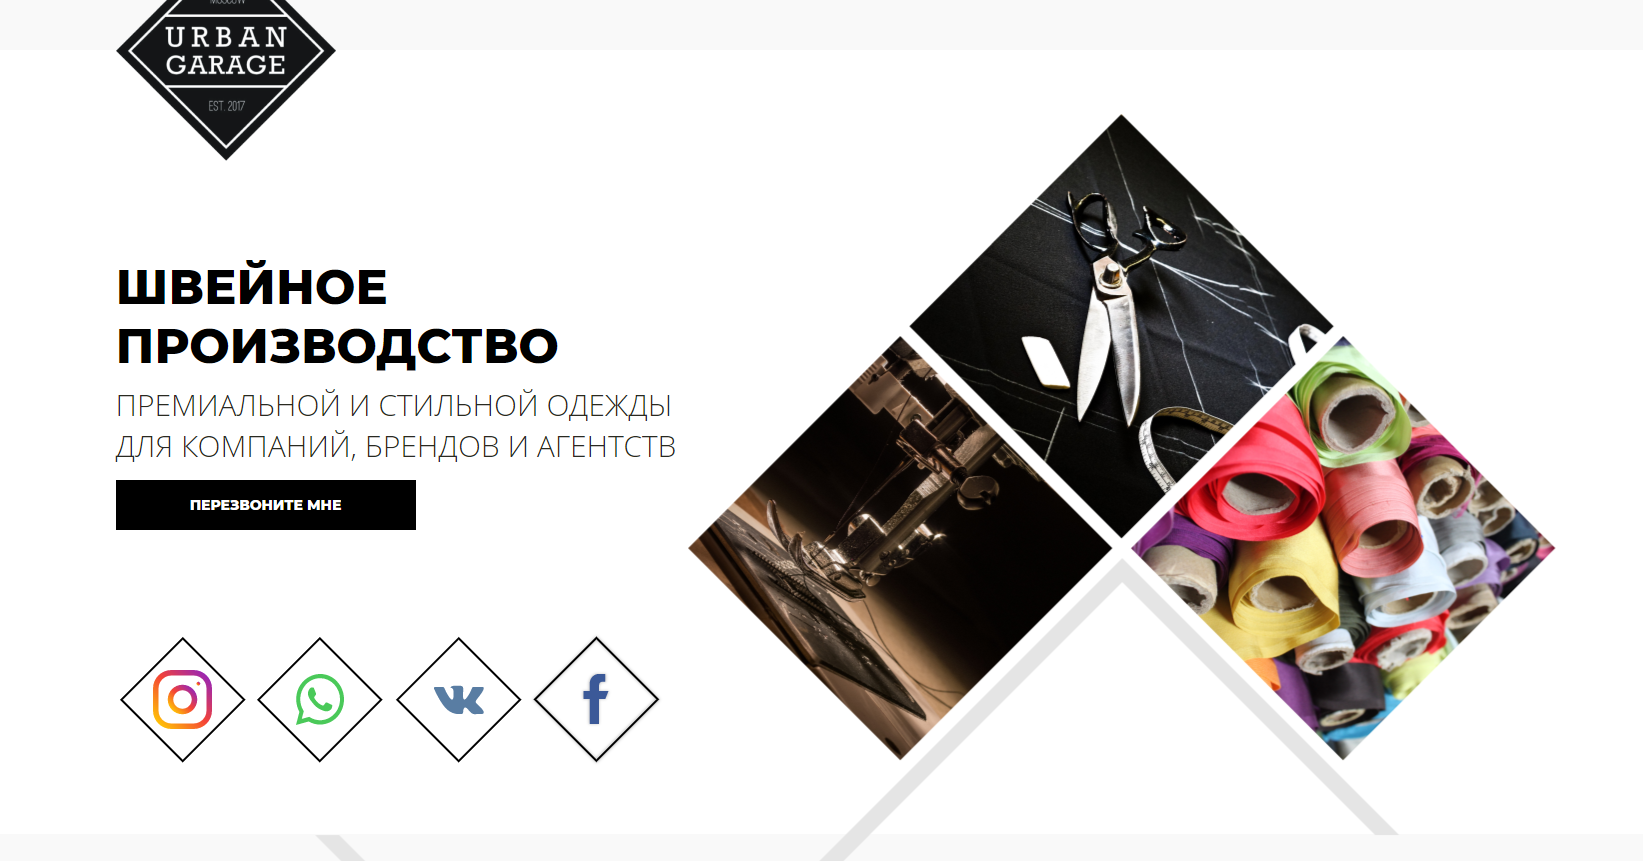 MOSCOW
URBAN
GARAGE
EST. 2017
ШВЕЙНОЕ
ПРОИЗВОДСТВО
ПРЕМИАЛЬНОЙ И СТИЛЬНОЙ ОДЕЖДЫ
ДЛЯ КОМПАНИЙ, БРЕНДОВ И АГЕНТСТВ
ПЕРЕЗВОНИТЕ МНЕ